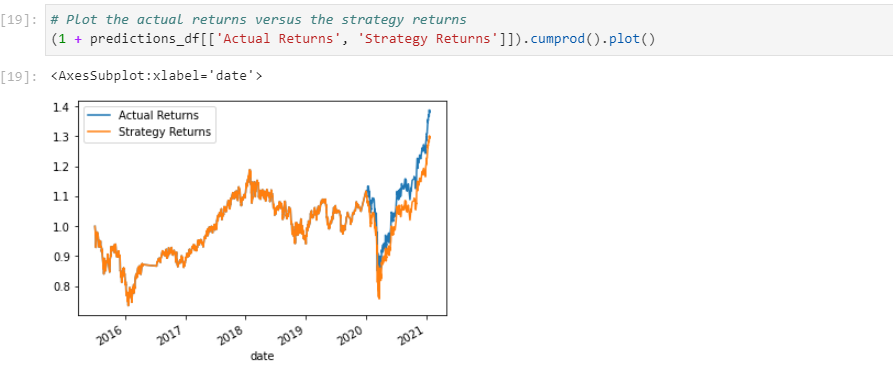 [19]: # Plot the actual returns versus the strategy returns
(1 + predictions_df[['Actual Returns', 'Strategy Returns']]).cumprod().plot()
[19]: <AxesSubplot:xlabel='date'>
Actual Returns
Strategy Returns
1.4
1.3
1.2
1.1
1.0
0.9
0.8
2016 2017 2018 2019 2020 2021
date